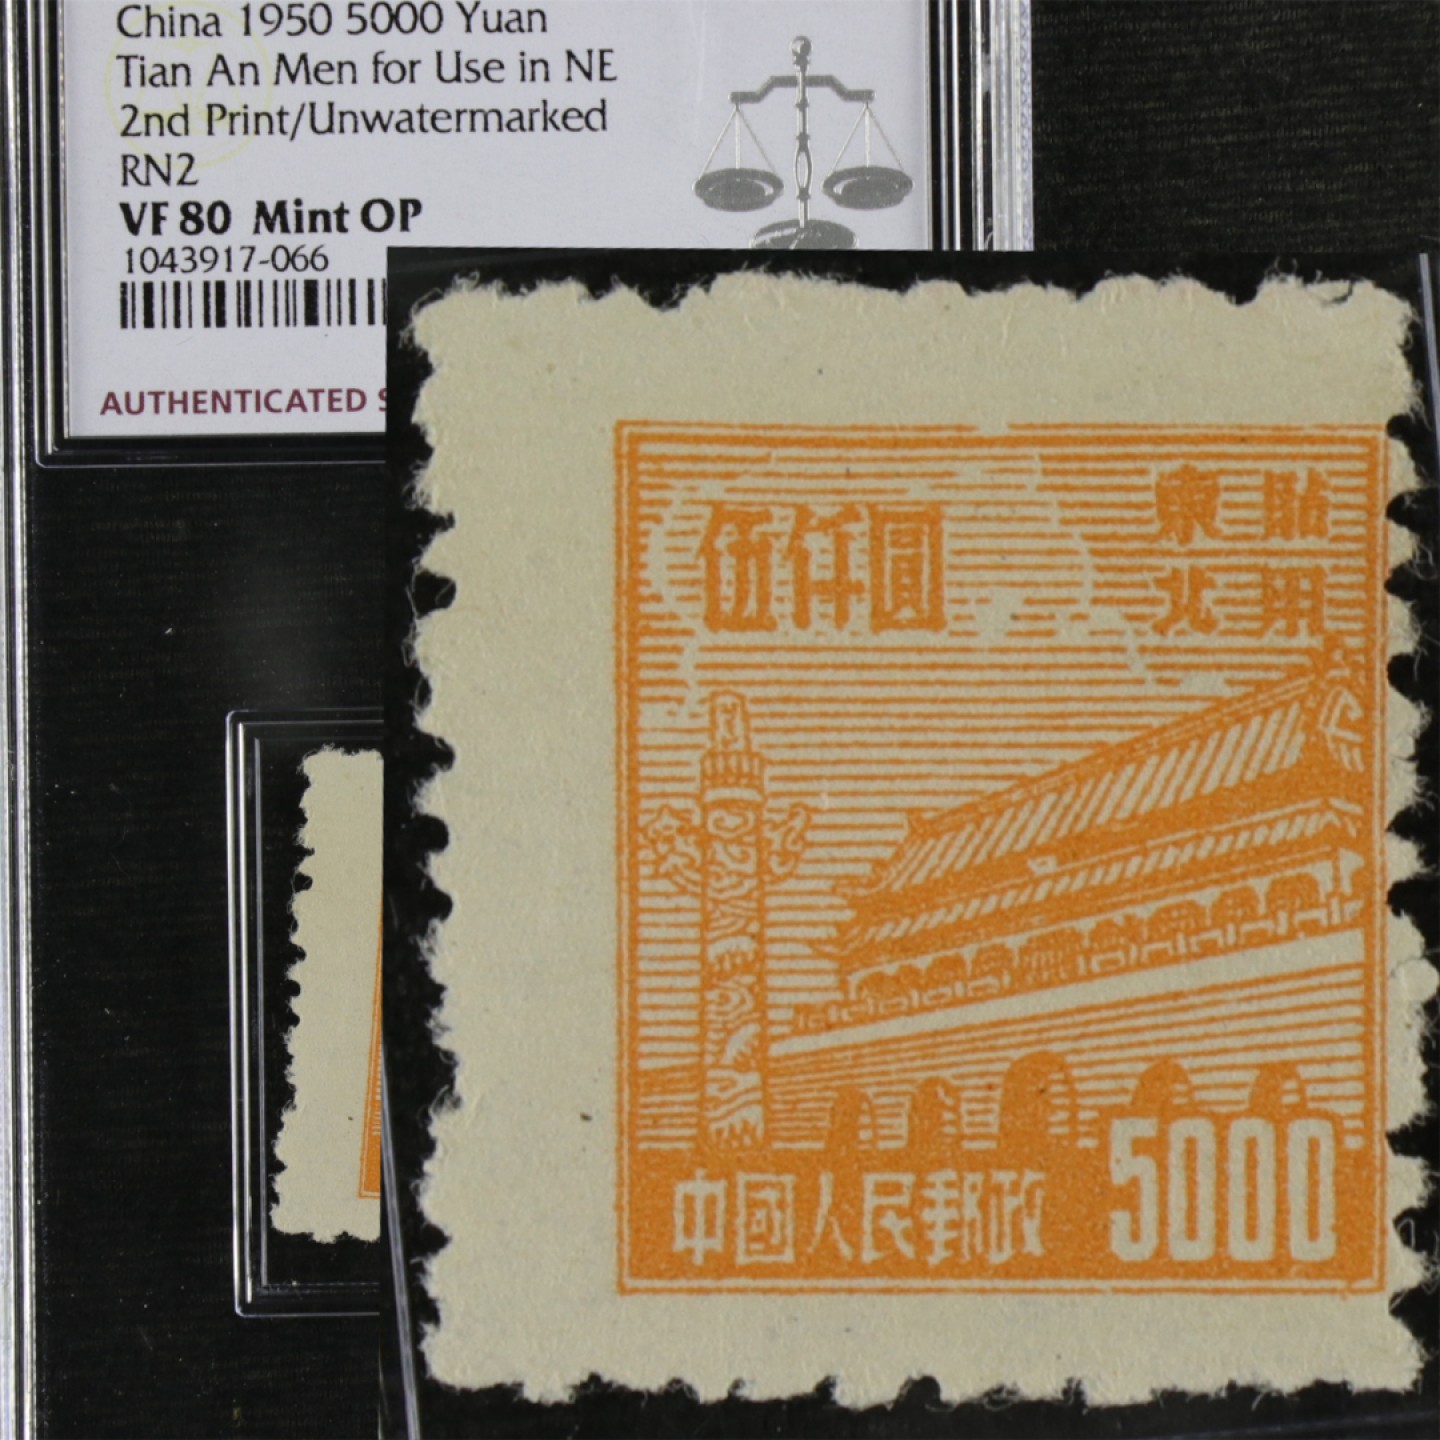 China 1950 5000 Yuan
Tian An Men for Use in NE
2nd Print/Unwatermarked
RN2
VF 80 Mint OP
1043917-066
AUTHENTICATED
伍仟圓
東北
貼用
中國人民郵政
5000